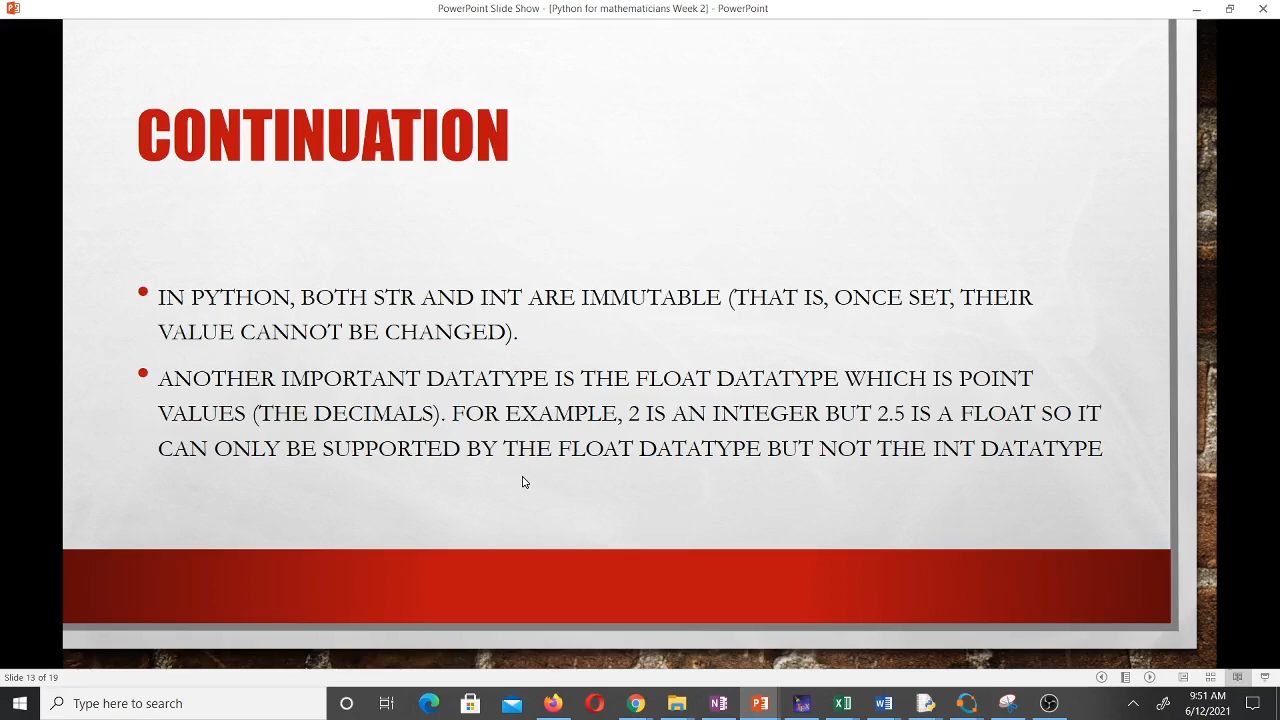 PowerPoint Slide Show - [Python for mathematicians Week 2] - PowerPoint
CONTINUATION
• IN PYTHON, BOTH STR AND INT ARE IMMUTABLE (THAT IS, ONCE SET, THEIR
VALUE CANNOT BE CHANGED).
• ANOTHER IMPORTANT DATATYPE IS THE FLOAT DATATYPE WHICH IS POINT
VALUES (THE DECIMALS). FOR EXAMPLE, 2 IS AN INTEGER BUT 2.5 IS A FLOAT SO IT
CAN ONLY BE SUPPORTED BY THE FLOAT DATATYPE BUT NOT THE INT DATATYPE
Slide 13 of 19
Type here to search
9:51 AM
6/12/2021